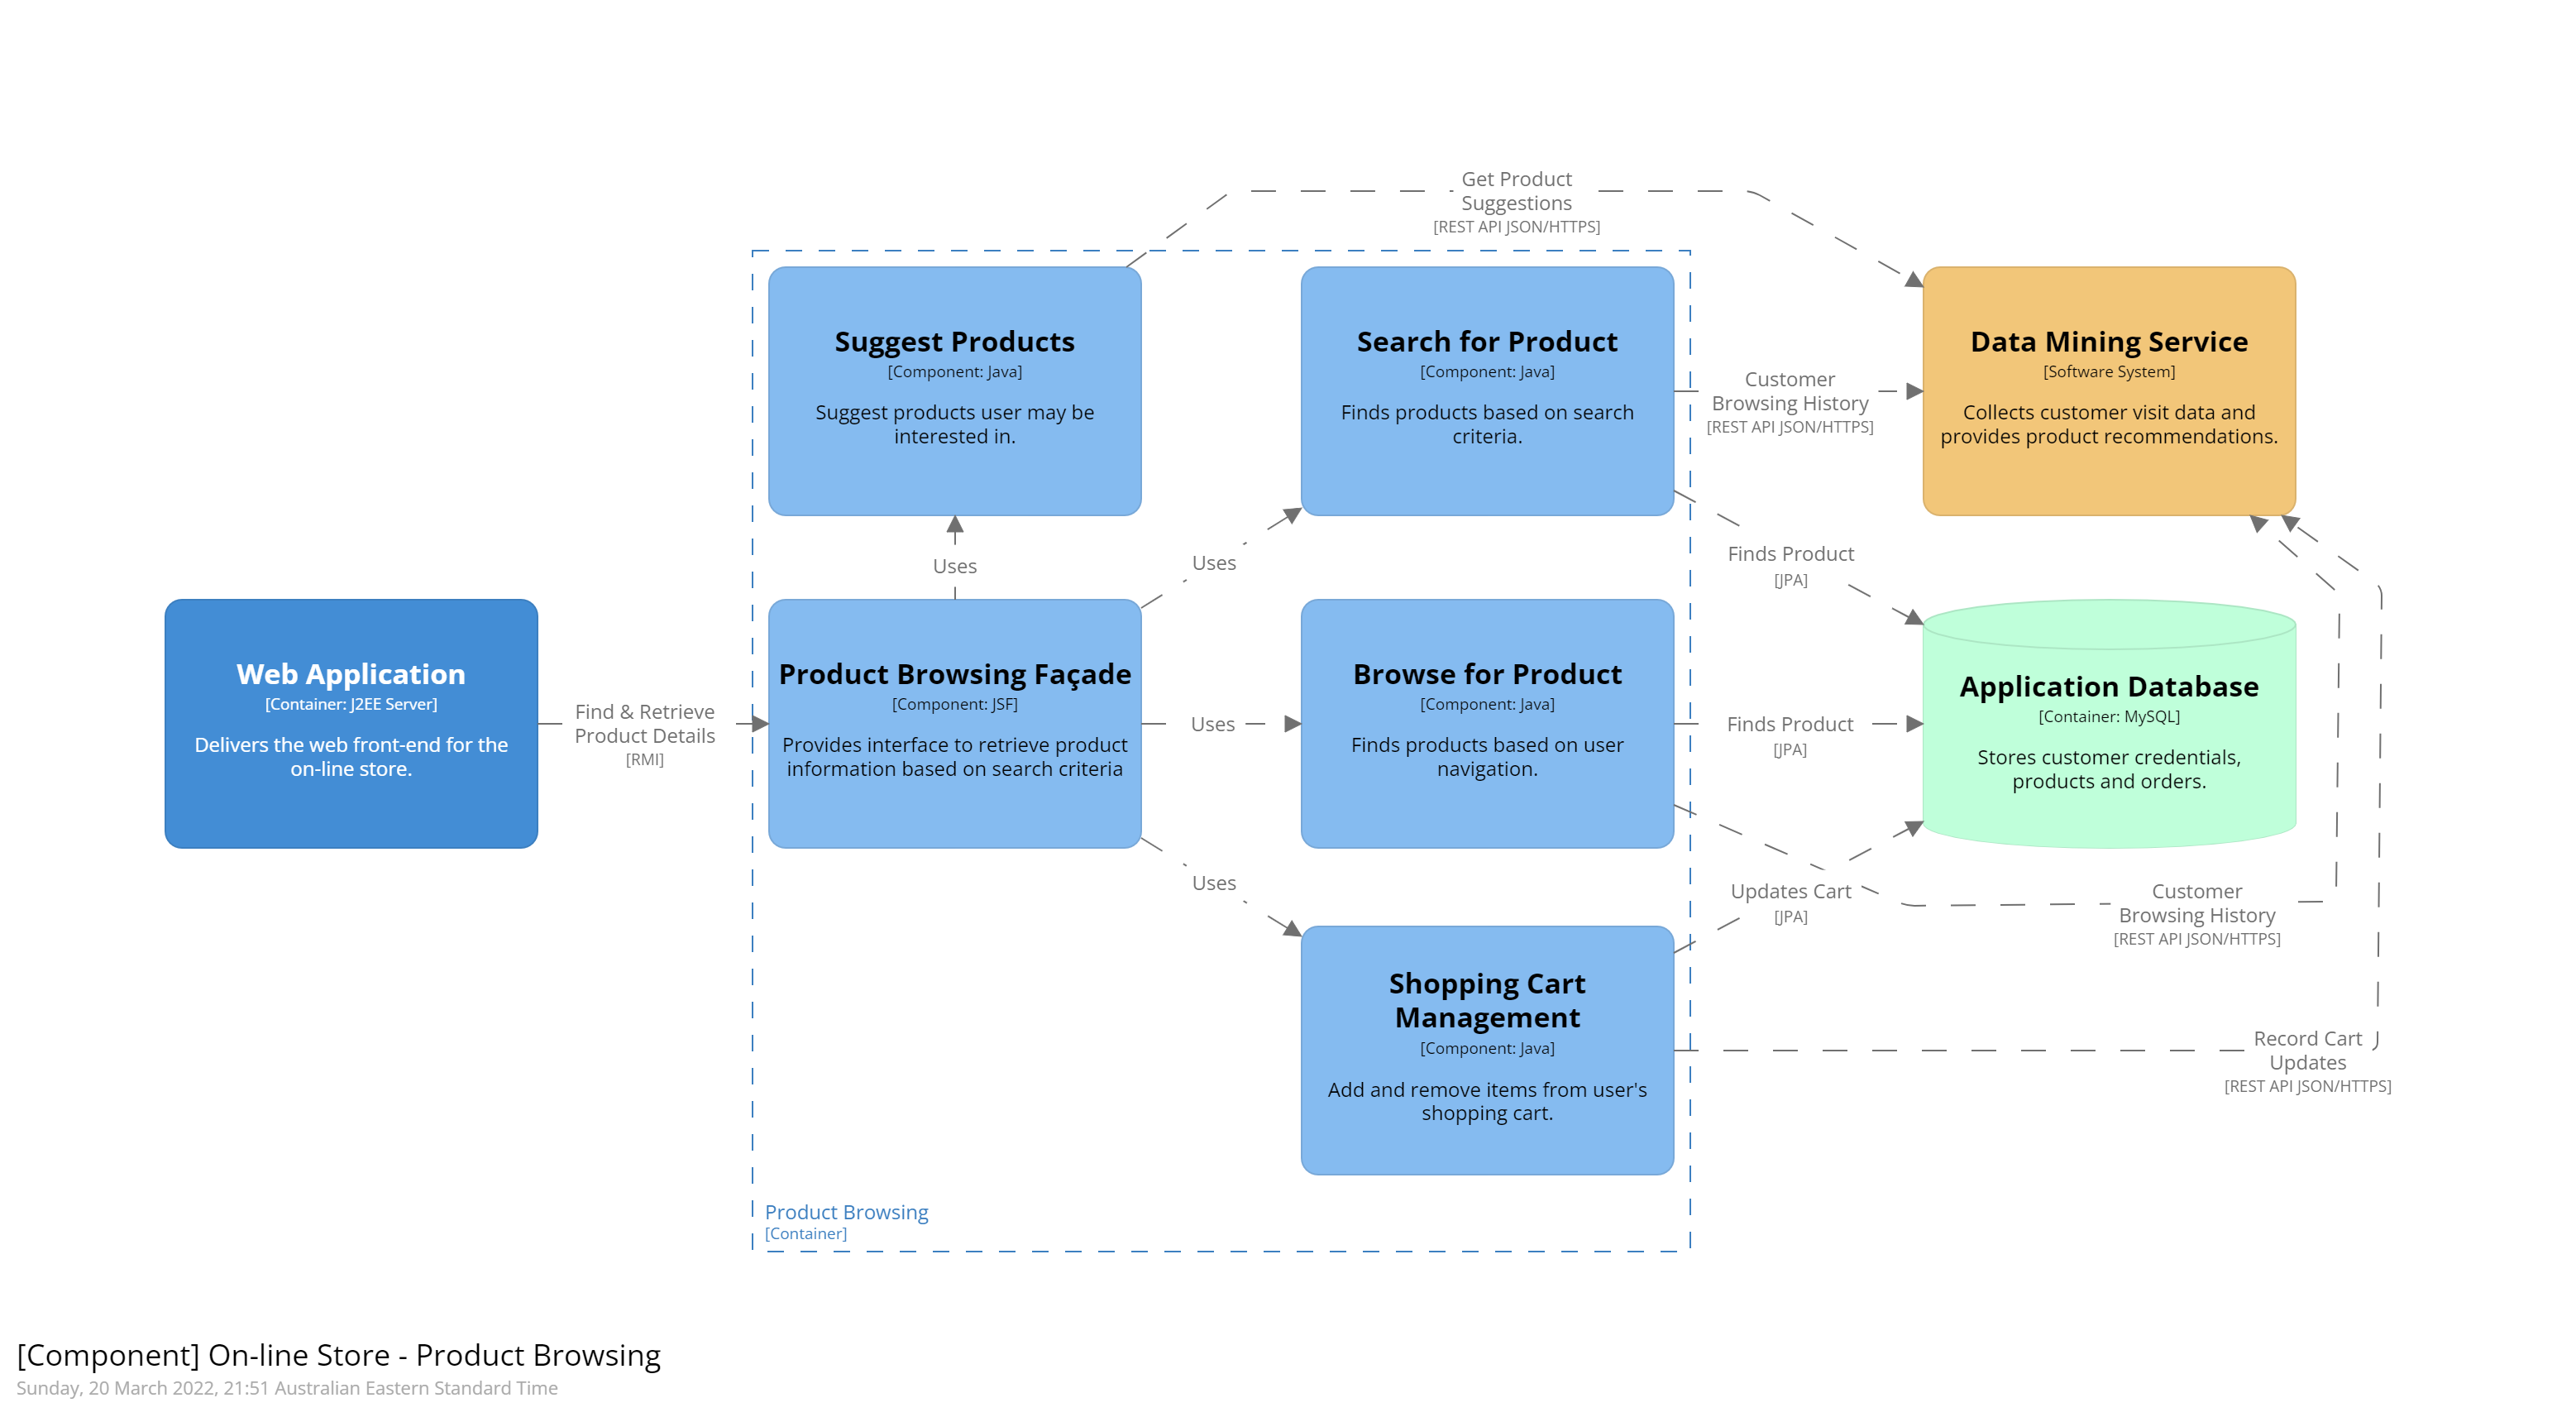 Get Product
Suggestions
[REST API JSON/HTTPS]
Suggest Products
[Component: Java]
Suggest products user may be
interested in.
Search for Product
[Component: Java]
Finds products based on search
criteria.
Customer
Browsing History
[REST API JSON/HTTPS]
Data Mining Service
[Software System]
Collects customer visit data and
provides product recommendations.
Uses
Uses
Finds Product
[JPA]
Web Application
[Container: J2EE Server]
Delivers the web front-end for the
on-line store.
Find & Retrieve
Product Details
[RMI]
Product Browsing Façade
[Component: JSF]
Provides interface to retrieve product
information based on search criteria
Uses
Browse for Product
[Component: Java]
Finds products based on user
navigation.
Finds Product
[JPA]
Application Database
[Container: MySQL]
Stores customer credentials,
products and orders.
Uses
Updates Cart
[JPA]
Customer
Browsing History
[REST API JSON/HTTPS]
Shopping Cart
Management
[Component: Java]
Add and remove items from user's
shopping cart.
Record Cart
Updates
[REST API JSON/HTTPS]
Product Browsing
[Container]
[Component] On-line Store - Product Browsing
Sunday, 20 March 2022, 21:51 Australian Eastern Standard Time